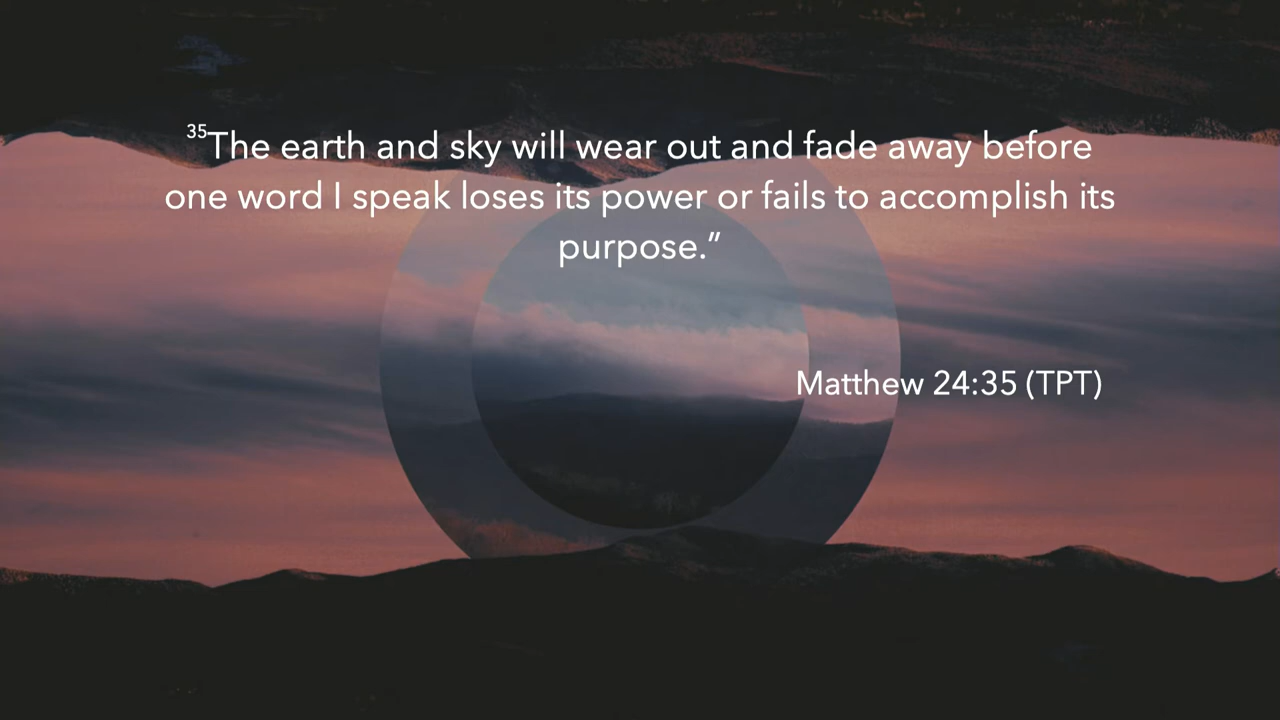 35The earth and sky will wear out and fade away before
one word I speak loses its power or fails to accomplish its
purpose.”
Matthew 24:35 (TPT)